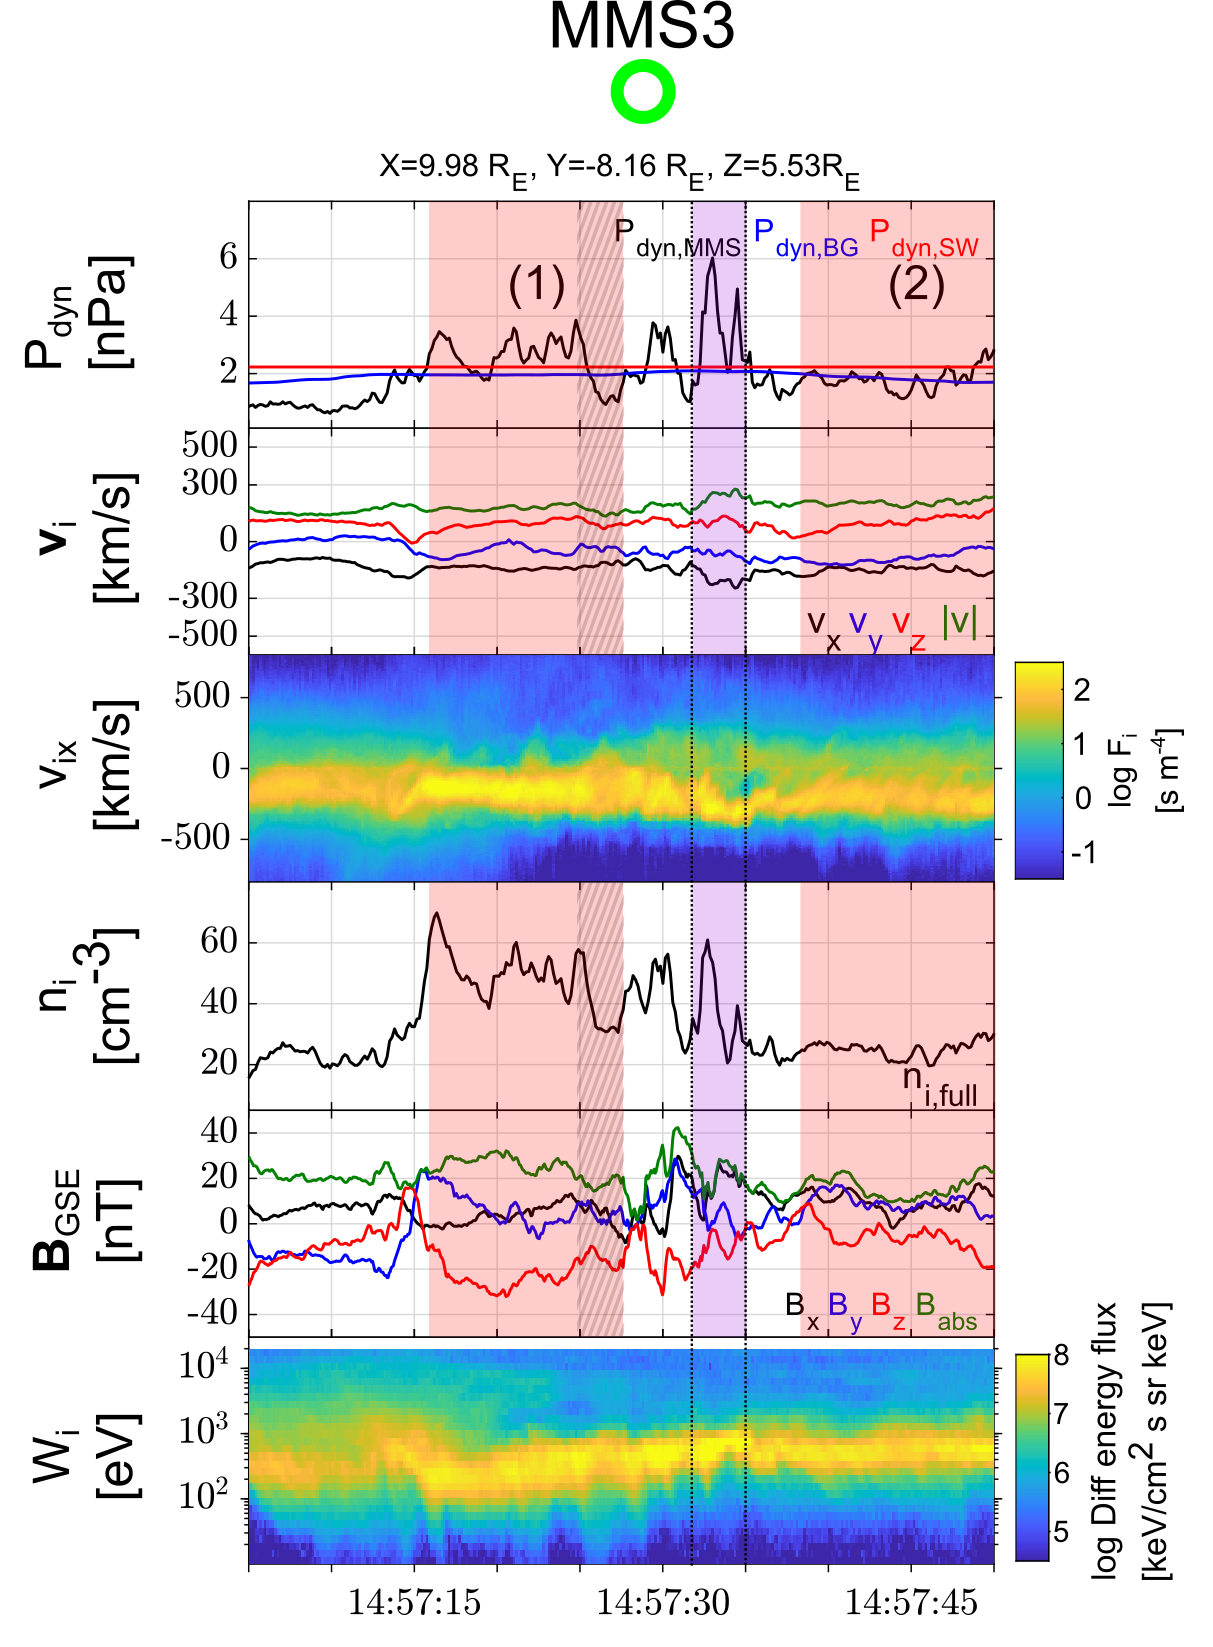 MMS3
X=9.98 R_E, Y=-8.16 R_E, Z=5.53R_E
P_dyn [nPa]
6
4
2
P_dyn,MMS P_dyn,BG P_dyn,SW
(1) (2)
v_i [km/s]
500
300
0
-300
-500
v_x v_y v_z |v|
v_ix [km/s]
500
0
-500
2
1
0
-1
log F_i [s m^-4]
n_i [cm^-3]
60
40
20
n_i,full
B_GSE [nT]
40
20
0
-20
-40
B_x B_y B_z B_abs
W_i [eV]
10^4
10^3
10^2
8
7
6
5
log Diff energy flux
[keV/cm^2 s sr keV]
14:57:15 14:57:30 14:57:45